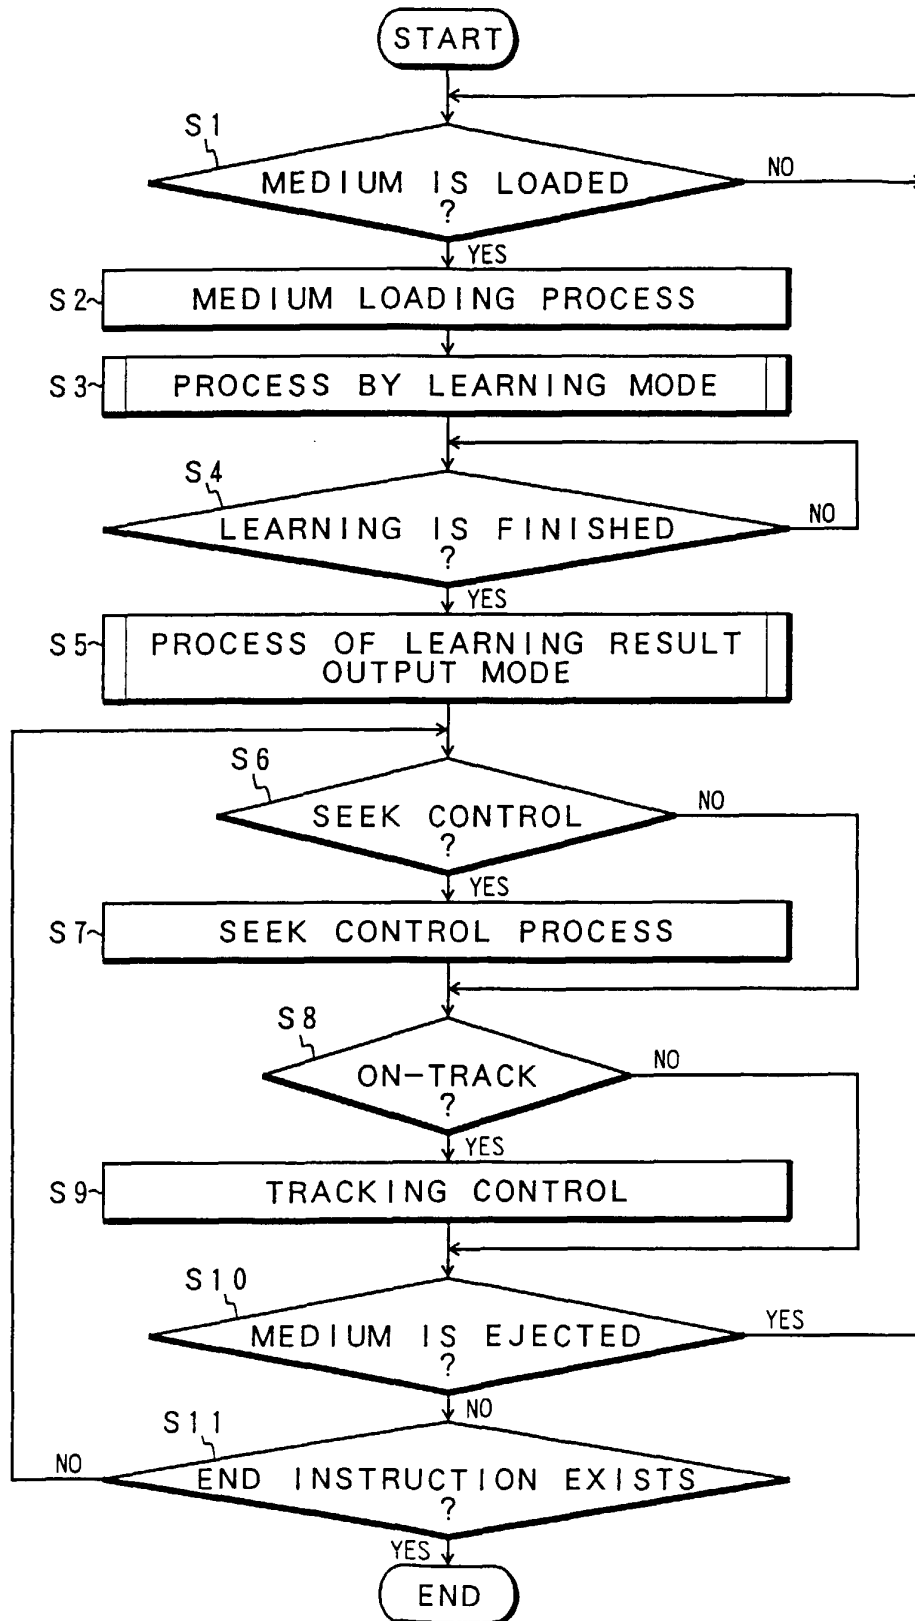 START
S1
MEDIUM IS LOADED
?
NO
YES
S2
MEDIUM LOADING PROCESS
S3
PROCESS BY LEARNING MODE
S4
LEARNING IS FINISHED
?
NO
YES
S5
PROCESS OF LEARNING RESULT
OUTPUT MODE
S6
SEEK CONTROL
?
NO
YES
S7
SEEK CONTROL PROCESS
S8
ON-TRACK
?
NO
YES
S9
TRACKING CONTROL
S10
MEDIUM IS EJECTED
?
YES
NO
S11
END INSTRUCTION EXISTS
?
NO
YES
END